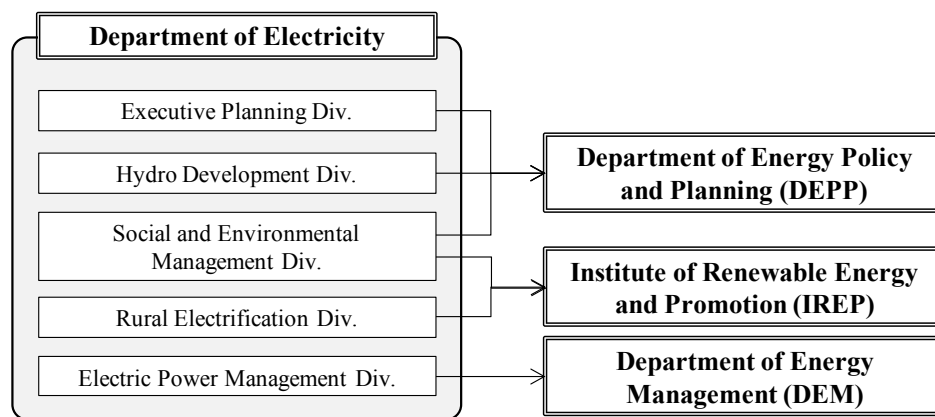 Department of Electricity
Executive Planning Div.
Hydro Development Div.
Social and Environmental
Management Div.
Rural Electrification Div.
Electric Power Management Div.
Department of Energy Policy
and Planning (DEPP)
Institute of Renewable Energy
and Promotion (IREP)
Department of Energy
Management (DEM)